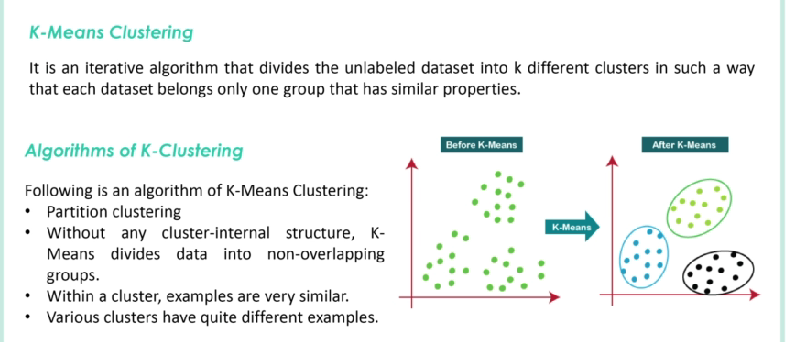 K-Means Clustering
It is an iterative algorithm that divides the unlabeled dataset into k different clusters in such a way
that each dataset belongs only one group that has similar properties.
Algorithms of K-Clustering
Following is an algorithm of K-Means Clustering:
• Partition clustering
• Without any cluster-internal structure, K-
Means divides data into non-overlapping
groups.
• Within a cluster, examples are very similar.
• Various clusters have quite different examples.
Before K-Means
K-Means
After K-Means